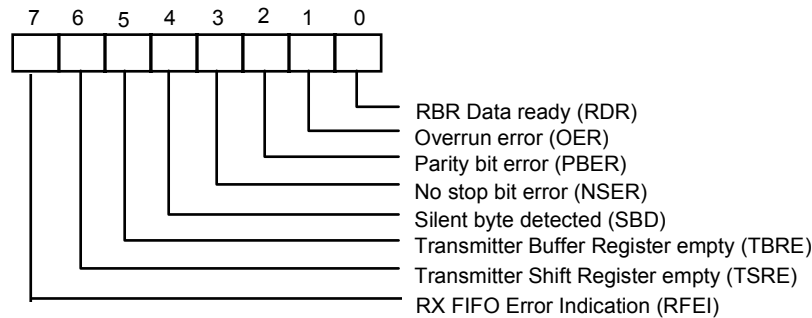 7 6 5 4 3 2 1 0
RBR Data ready (RDR)
Overrun error (OER)
Parity bit error (PBER)
No stop bit error (NSER)
Silent byte detected (SBD)
Transmitter Buffer Register empty (TBRE)
Transmitter Shift Register empty (TSRE)
RX FIFO Error Indication (RFEI)